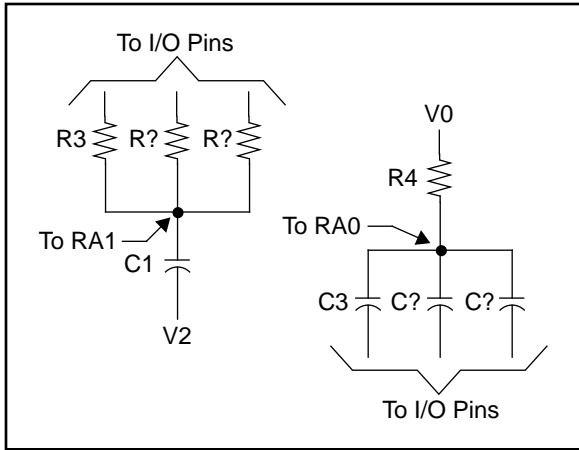 To I/O Pins
R3 R? R?
To RA1
C1
V2
V0
R4
To RA0
C3 C? C?
To I/O Pins